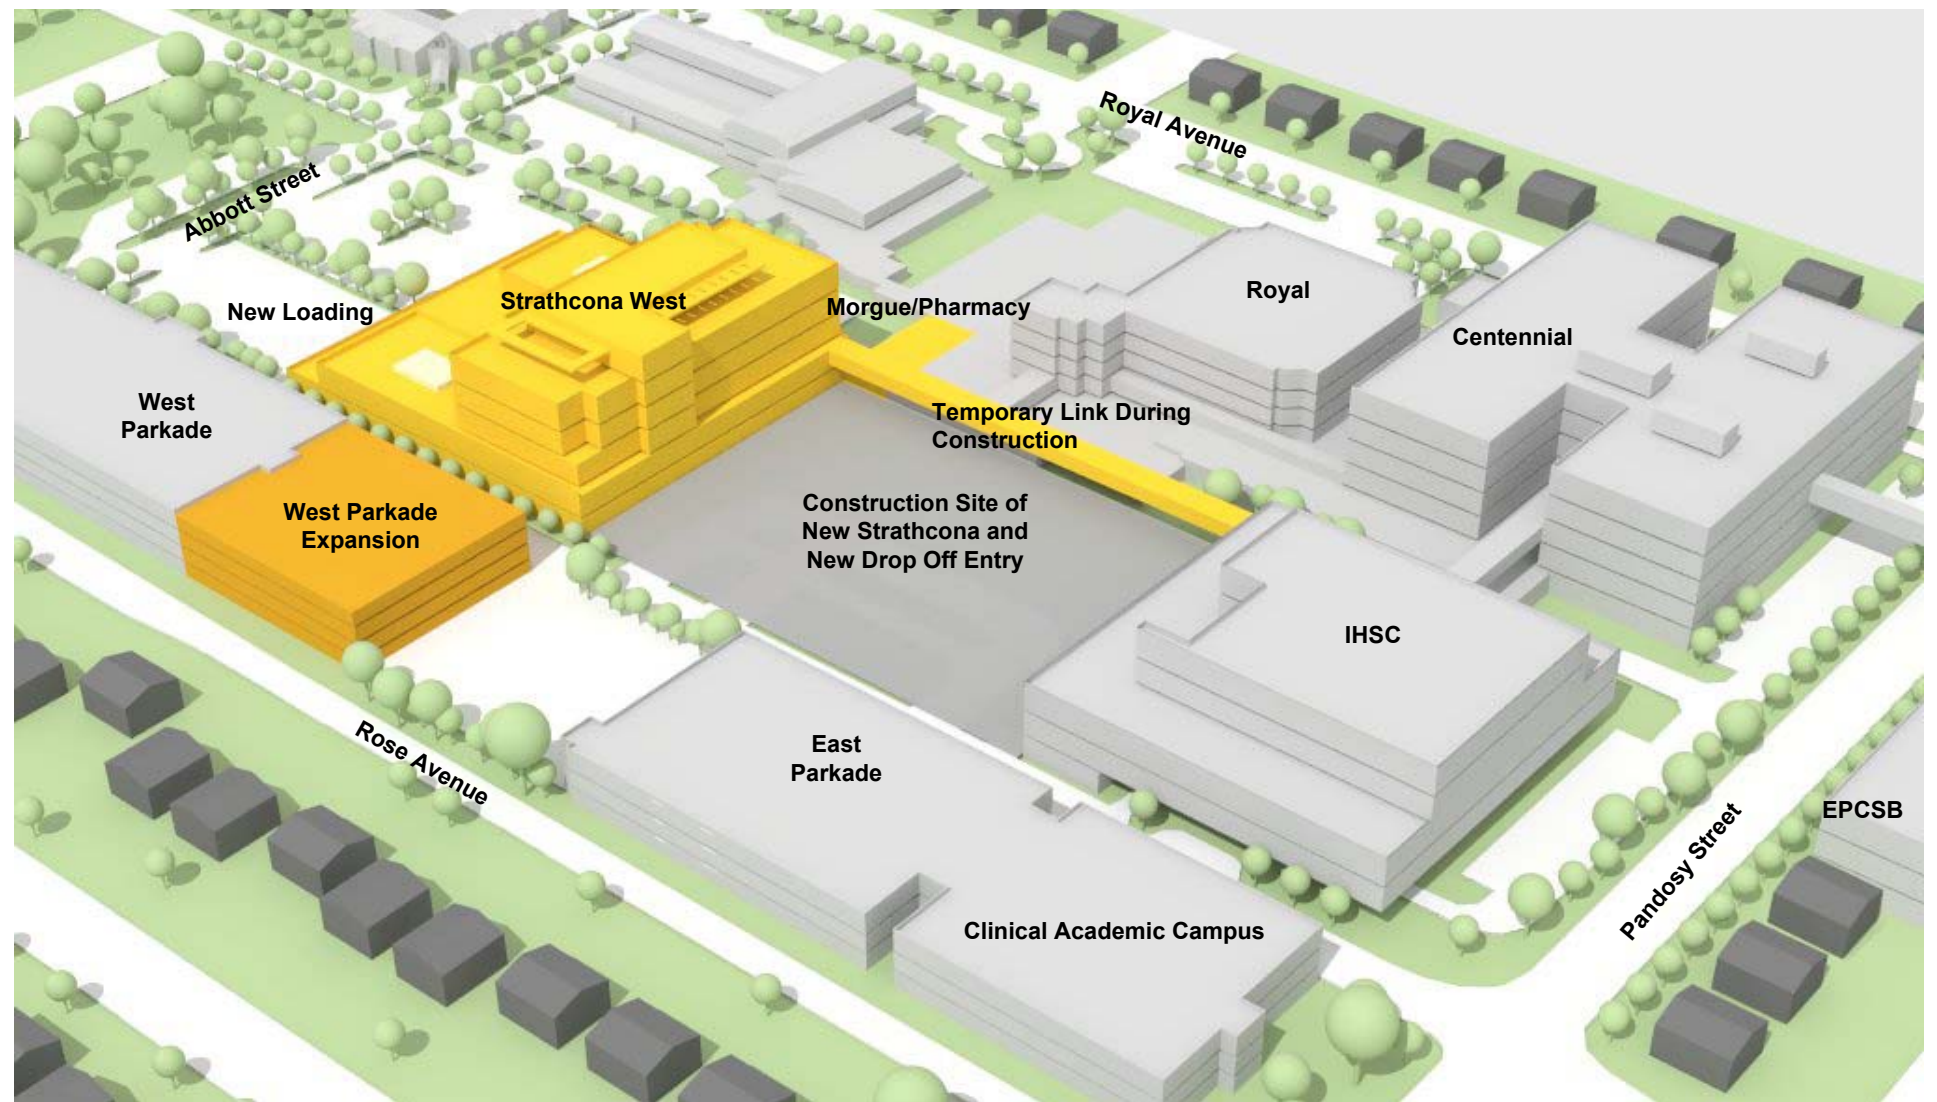 Royal Avenue
Abbott Street
New Loading
Strathcona West
Morgue/Pharmacy
Royal
Centennial
West
Parkade
Temporary Link During
Construction
West Parkade
Expansion
Construction Site of
New Strathcona and
New Drop Off Entry
IHSC
Rose Avenue
East
Parkade
EPCSB
Pandosy Street
Clinical Academic Campus